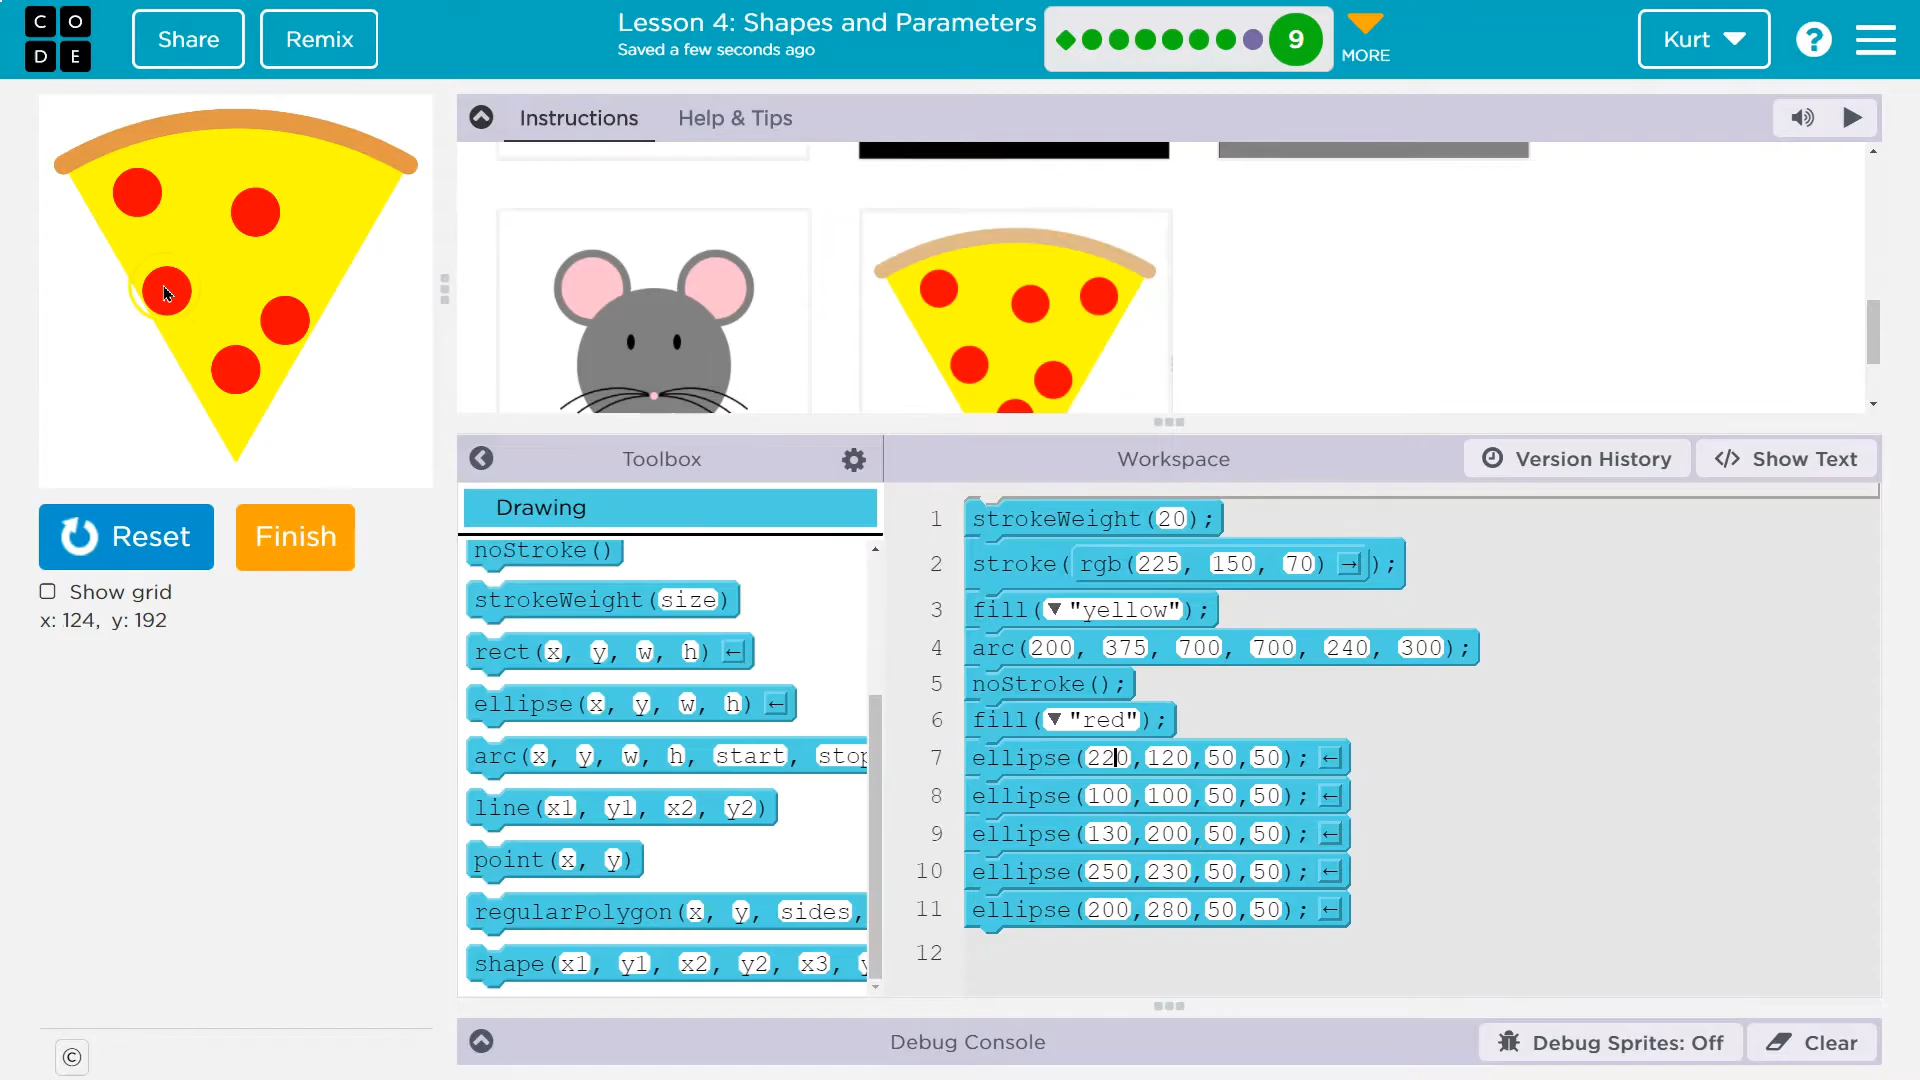 C O
D E
Share
Remix
Lesson 4: Shapes and Parameters
Saved a few seconds ago
9
MORE
Kurt
?
Instructions
Help & Tips
Reset
Finish
Show grid
x: 124, y: 192
©
Toolbox
Workspace
Version History
</> Show Text
Drawing
noStroke()
strokeWeight(size)
rect(x, y, w, h) ←
ellipse(x, y, w, h) ←
arc(x, y, w, h, start, stop
line(x1, y1, x2, y2)
point(x, y)
regularPolygon(x, y, sides,
shape(x1, y1, x2, y2, x3, y
1 strokeWeight(20);
2 stroke(rgb(225, 150, 70) →);
3 fill(▼ "yellow");
4 arc(200, 375, 700, 700, 240, 300);
5 noStroke();
6 fill(▼ "red");
7 ellipse(220,120,50,50); ←
8 ellipse(100,100,50,50); ←
9 ellipse(130,200,50,50); ←
10 ellipse(250,230,50,50); ←
11 ellipse(200,280,50,50); ←
12
Debug Console
Debug Sprites: Off
Clear